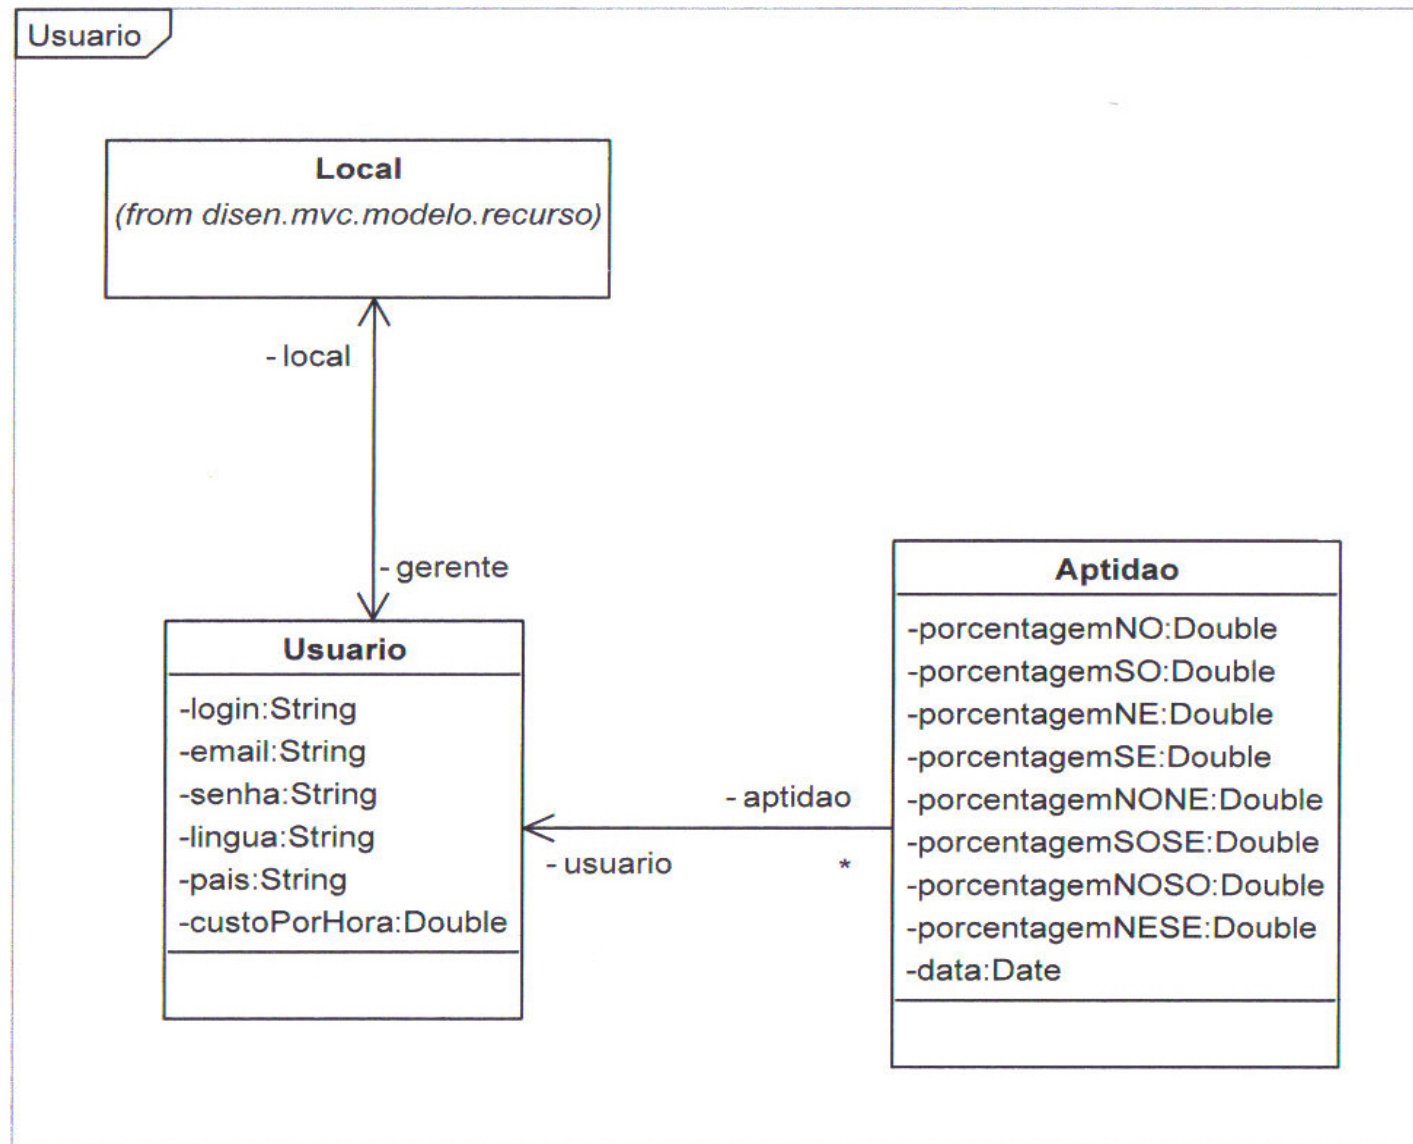 Usuario
Local
(from disen.mvc.modelo.recurso)
- local
- gerente
Usuario
-login:String
-email:String
-senha:String
-lingua:String
-pais:String
-custoPorHora:Double
- aptidao
- usuario
*
Aptidao
-porcentagemNO:Double
-porcentagemSO:Double
-porcentagemNE:Double
-porcentagemSE:Double
-porcentagemNONE:Double
-porcentagemSOSE:Double
-porcentagemNOSO:Double
-porcentagemNESE:Double
-data:Date